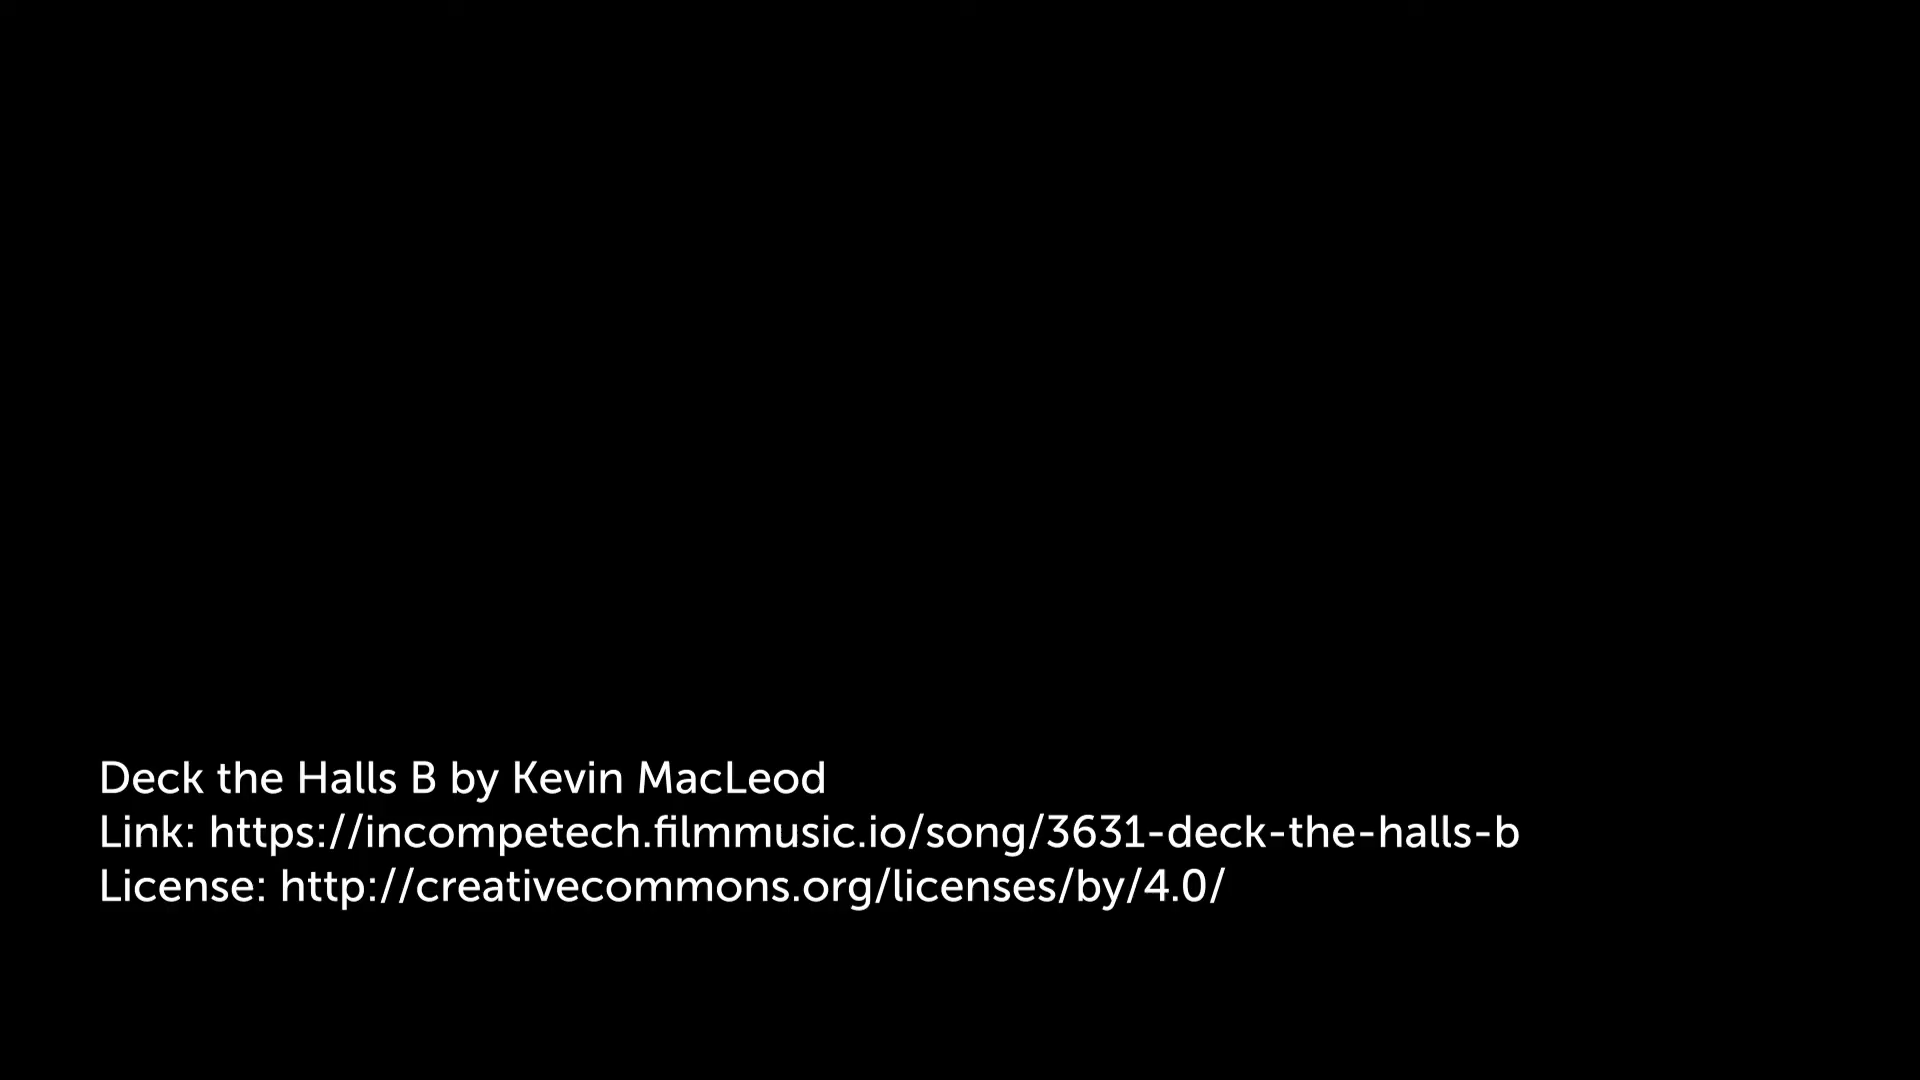 Deck the Halls B by Kevin MacLeod
Link: https://incompetech.filmmusic.io/song/3631-deck-the-halls-b
License: http://creativecommons.org/licenses/by/4.0/